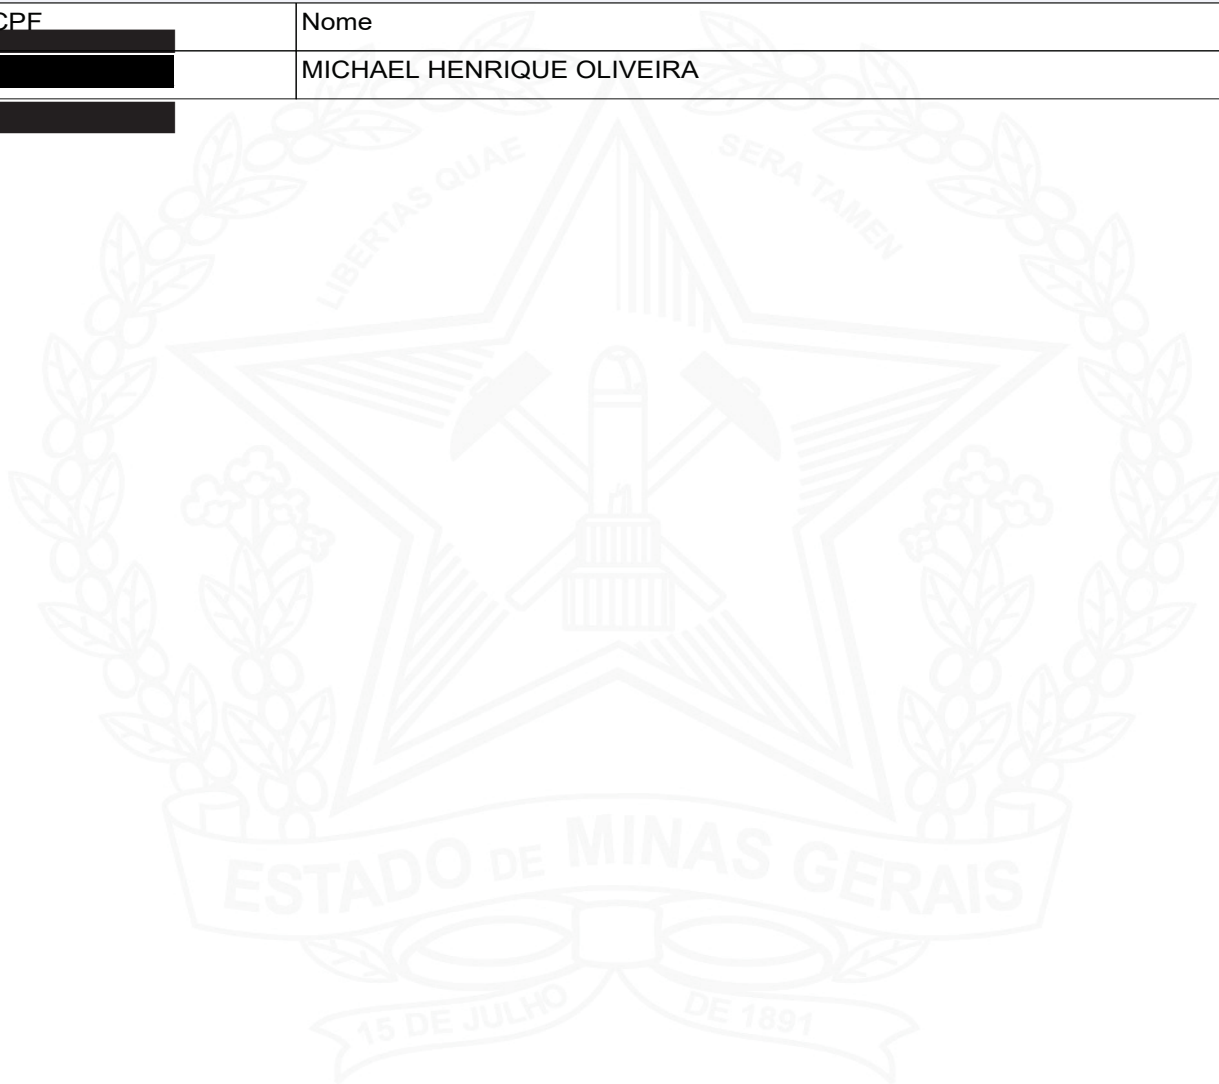 CPF Nome
MICHAEL HENRIQUE OLIVEIRA
LIBERTAS QUAE SERA TAMEN
ESTADO DE MINAS GERAIS
15 DE JULHO DE 1891